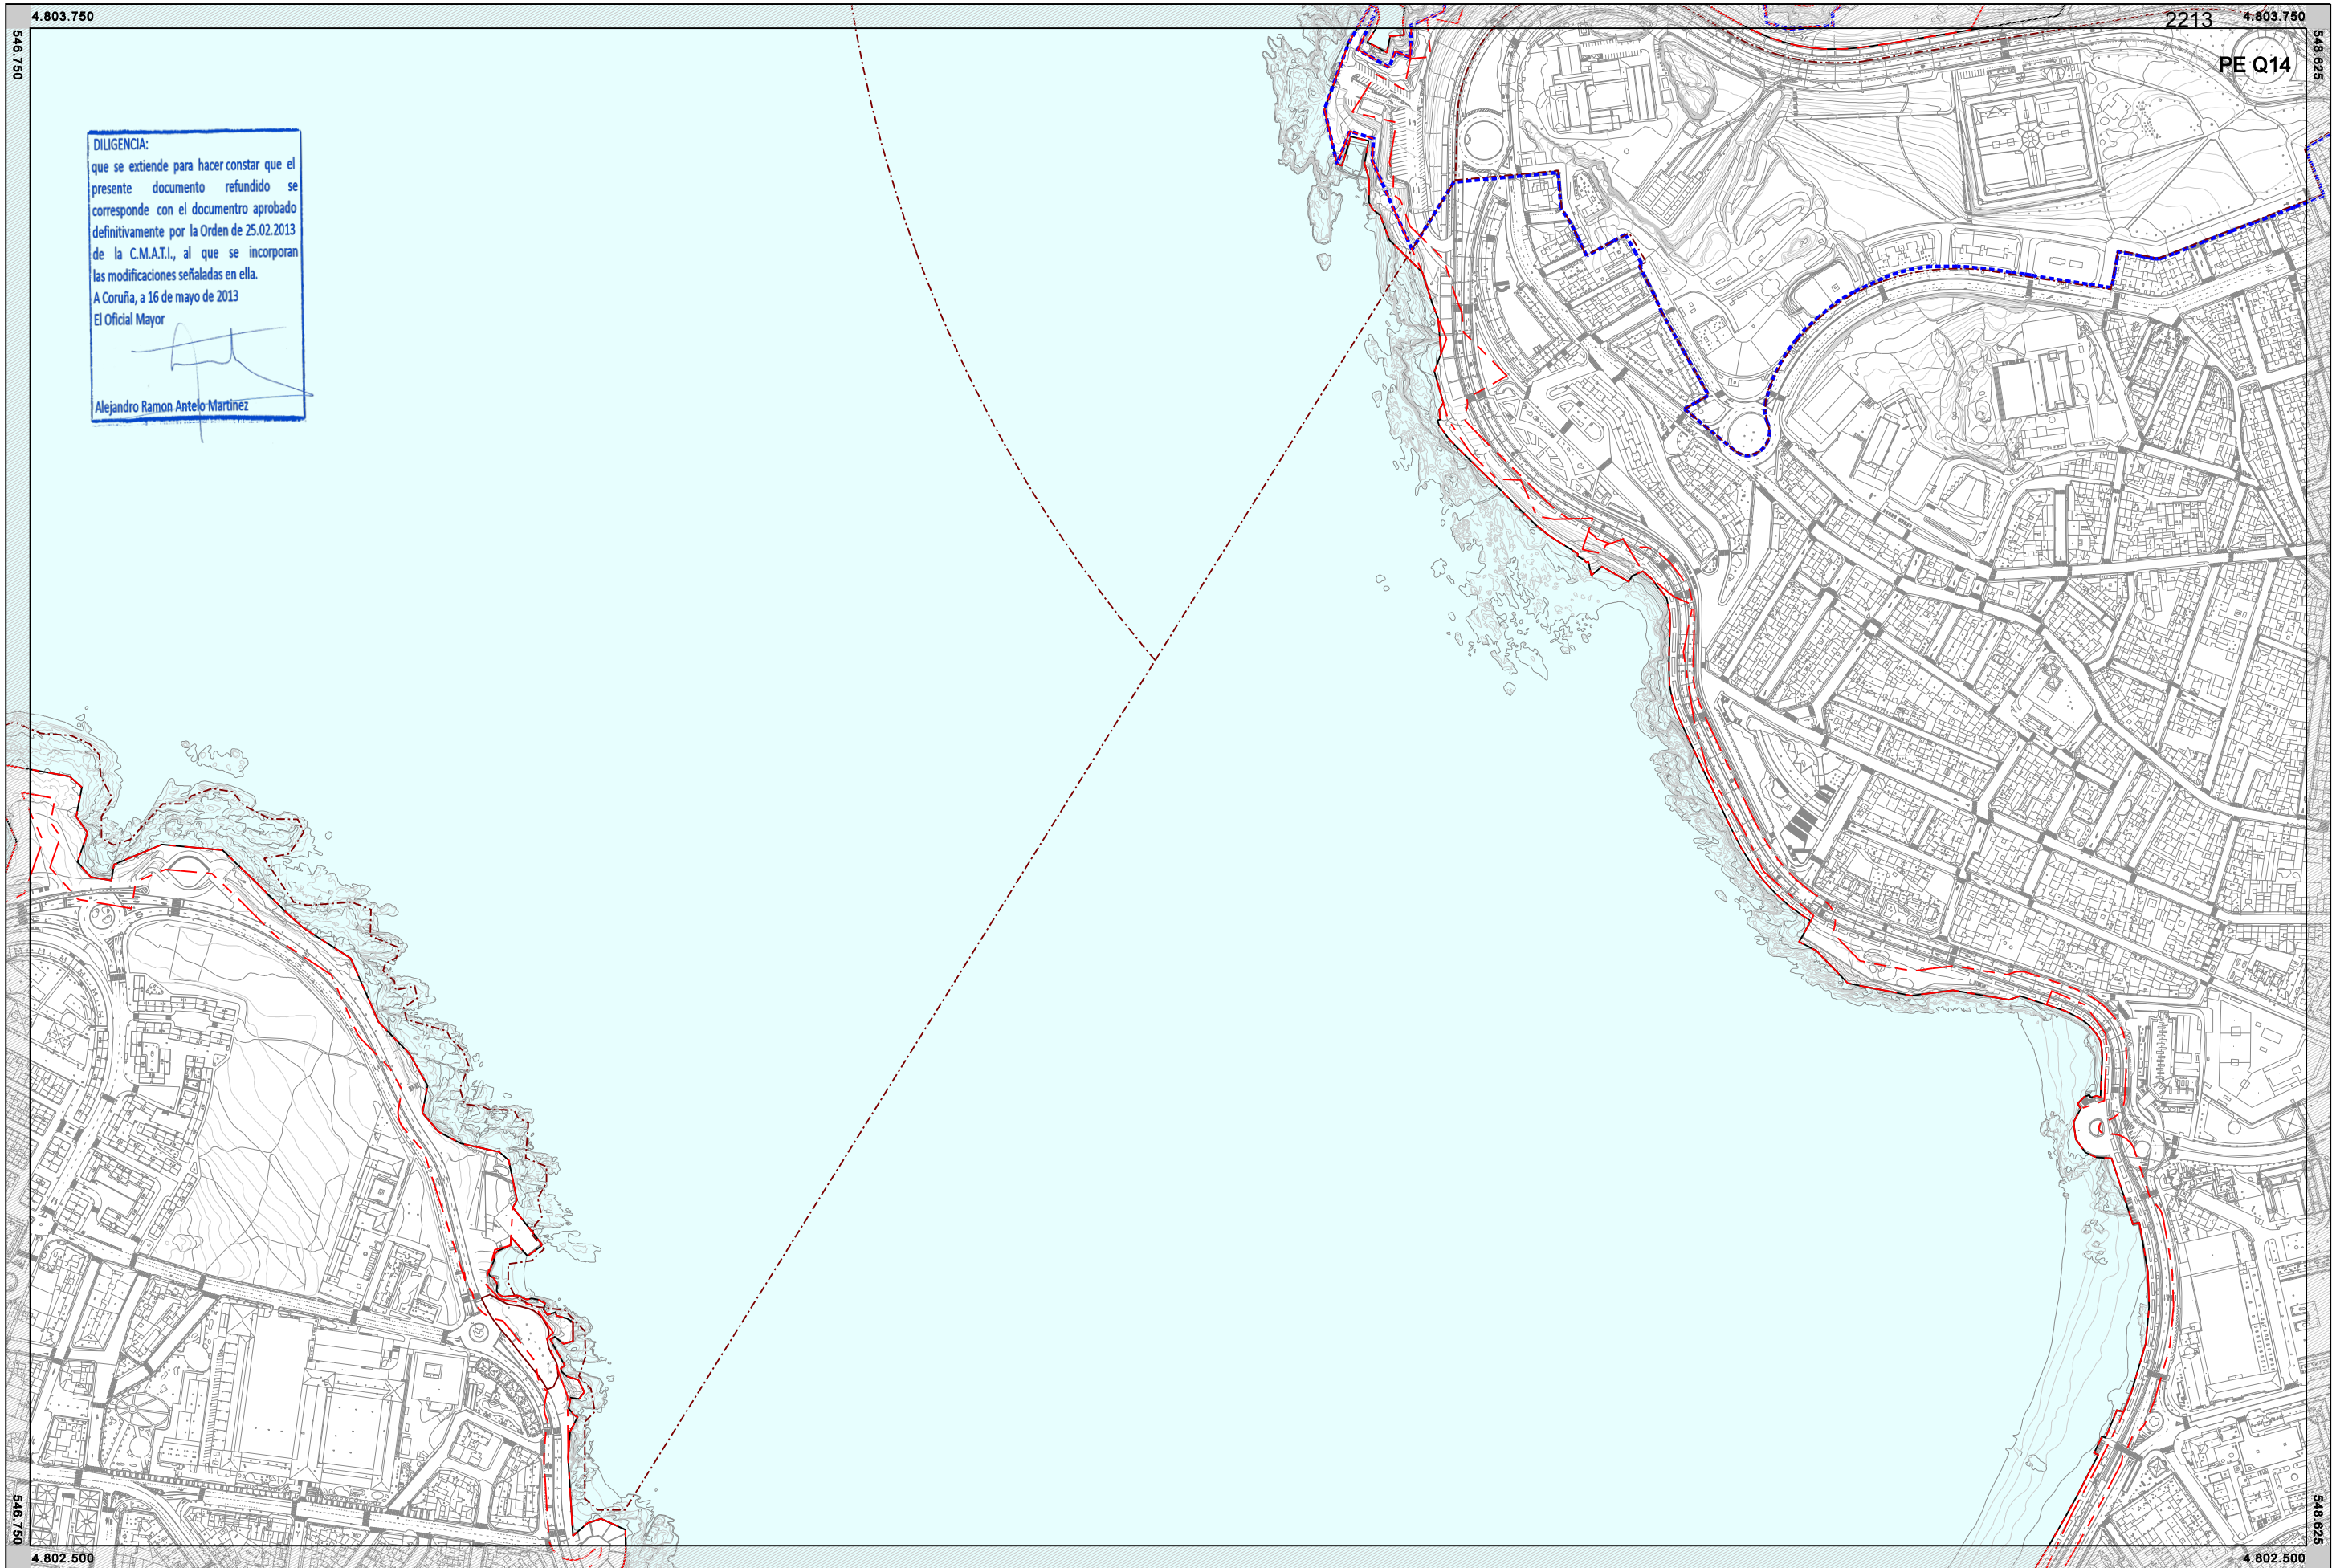 4.803.750
2213 4.803.750
546.750
548.625
PE Q14
DILIGENCIA:
que se extiende para hacer constar que el
presente documento refundido se
corresponde con el documentro aprobado
definitivamente por la Orden de 25.02.2013
de la C.M.A.T.I., al que se incorporan
las modificaciones señaladas en ella.
A Coruña, a 16 de mayo de 2013
El Oficial Mayor
Alejandro Ramon Antelo Martinez
546.750
548.625
4.802.500
4.802.500